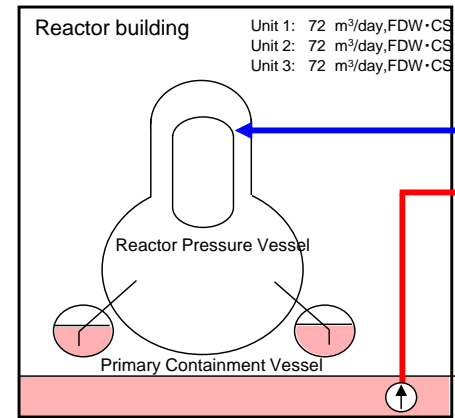 Reactor building
Unit 1: 72 m³/day,FDW・CS
Unit 2: 72 m³/day,FDW・CS
Unit 3: 72 m³/day,FDW・CS
Reactor Pressure Vessel
Primary Containment Vessel